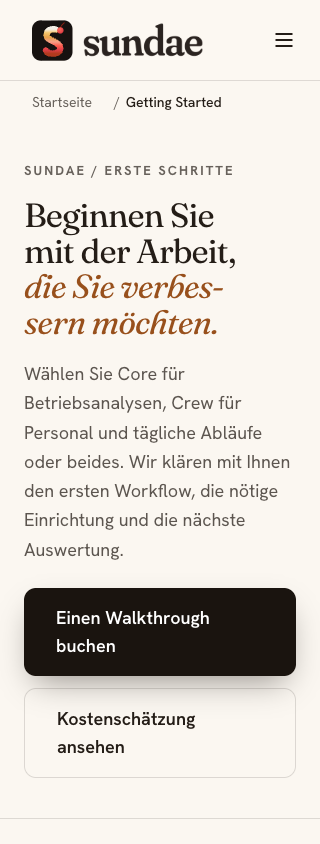 sundae
Startseite / Getting Started
SUNDAE / ERSTE SCHRITTE
Beginnen Sie
mit der Arbeit,
die Sie verbes-
sern möchten.
Wählen Sie Core für
Betriebsanalysen, Crew für
Personal und tägliche Abläufe
oder beides. Wir klären mit Ihnen
den ersten Workflow, die nötige
Einrichtung und die nächste
Auswertung.
Einen Walkthrough
buchen
Kostenschätzung
ansehen